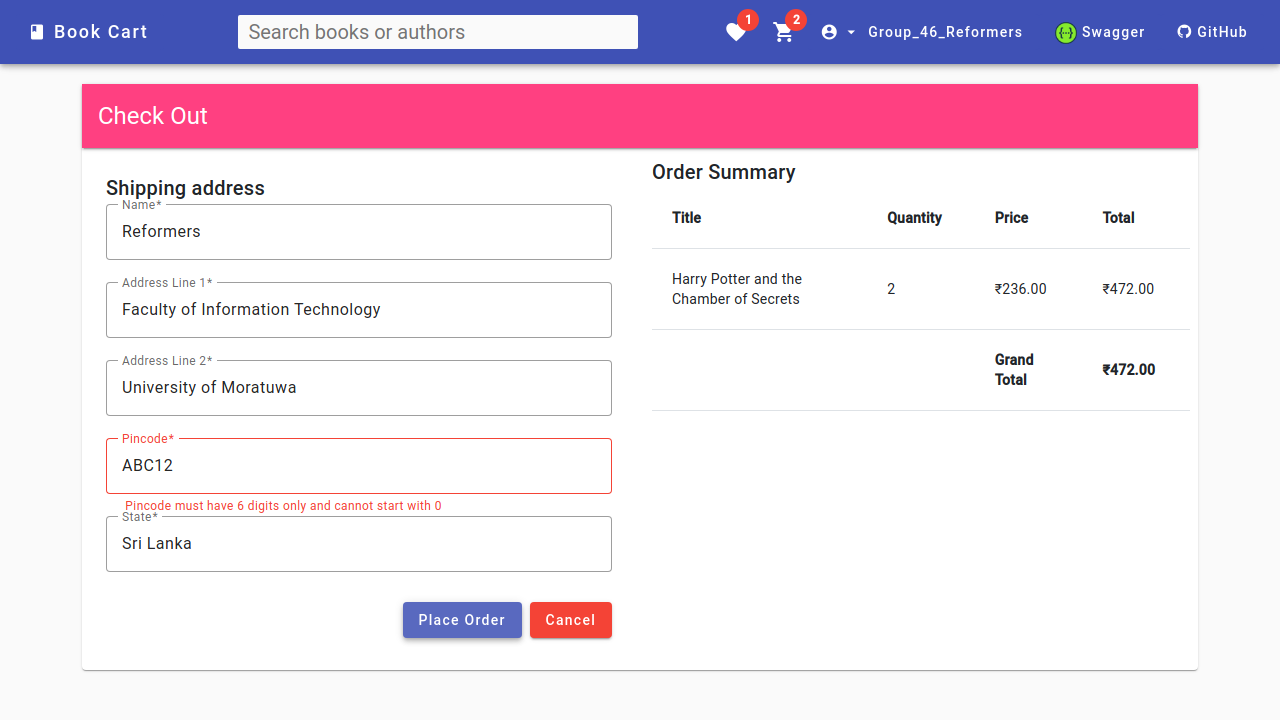 Book Cart
Search books or authors
1
2
Group_46_Reformers
Swagger
GitHub
Check Out
Shipping address
Name*
Reformers
Address Line 1*
Faculty of Information Technology
Address Line 2*
University of Moratuwa
Pincode*
ABC12
Pincode must have 6 digits only and cannot start with 0
State*
Sri Lanka
Place Order
Cancel
Order Summary
Title Quantity Price Total
Harry Potter and the
Chamber of Secrets
2 ₹236.00 ₹472.00
Grand
Total
₹472.00